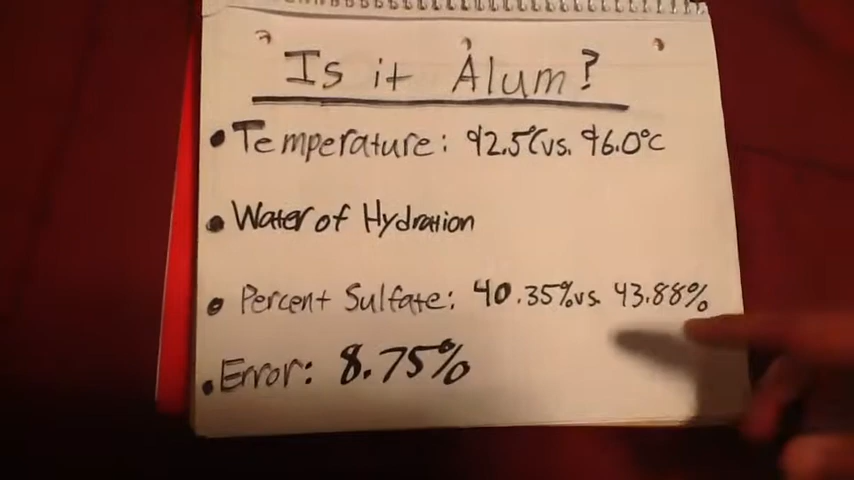 Is it Alum?
• Temperature: 92.5°C vs. 96.0°C
• Water of Hydration
• Percent Sulfate: 40.35% vs. 43.88%
• Error: 8.75%